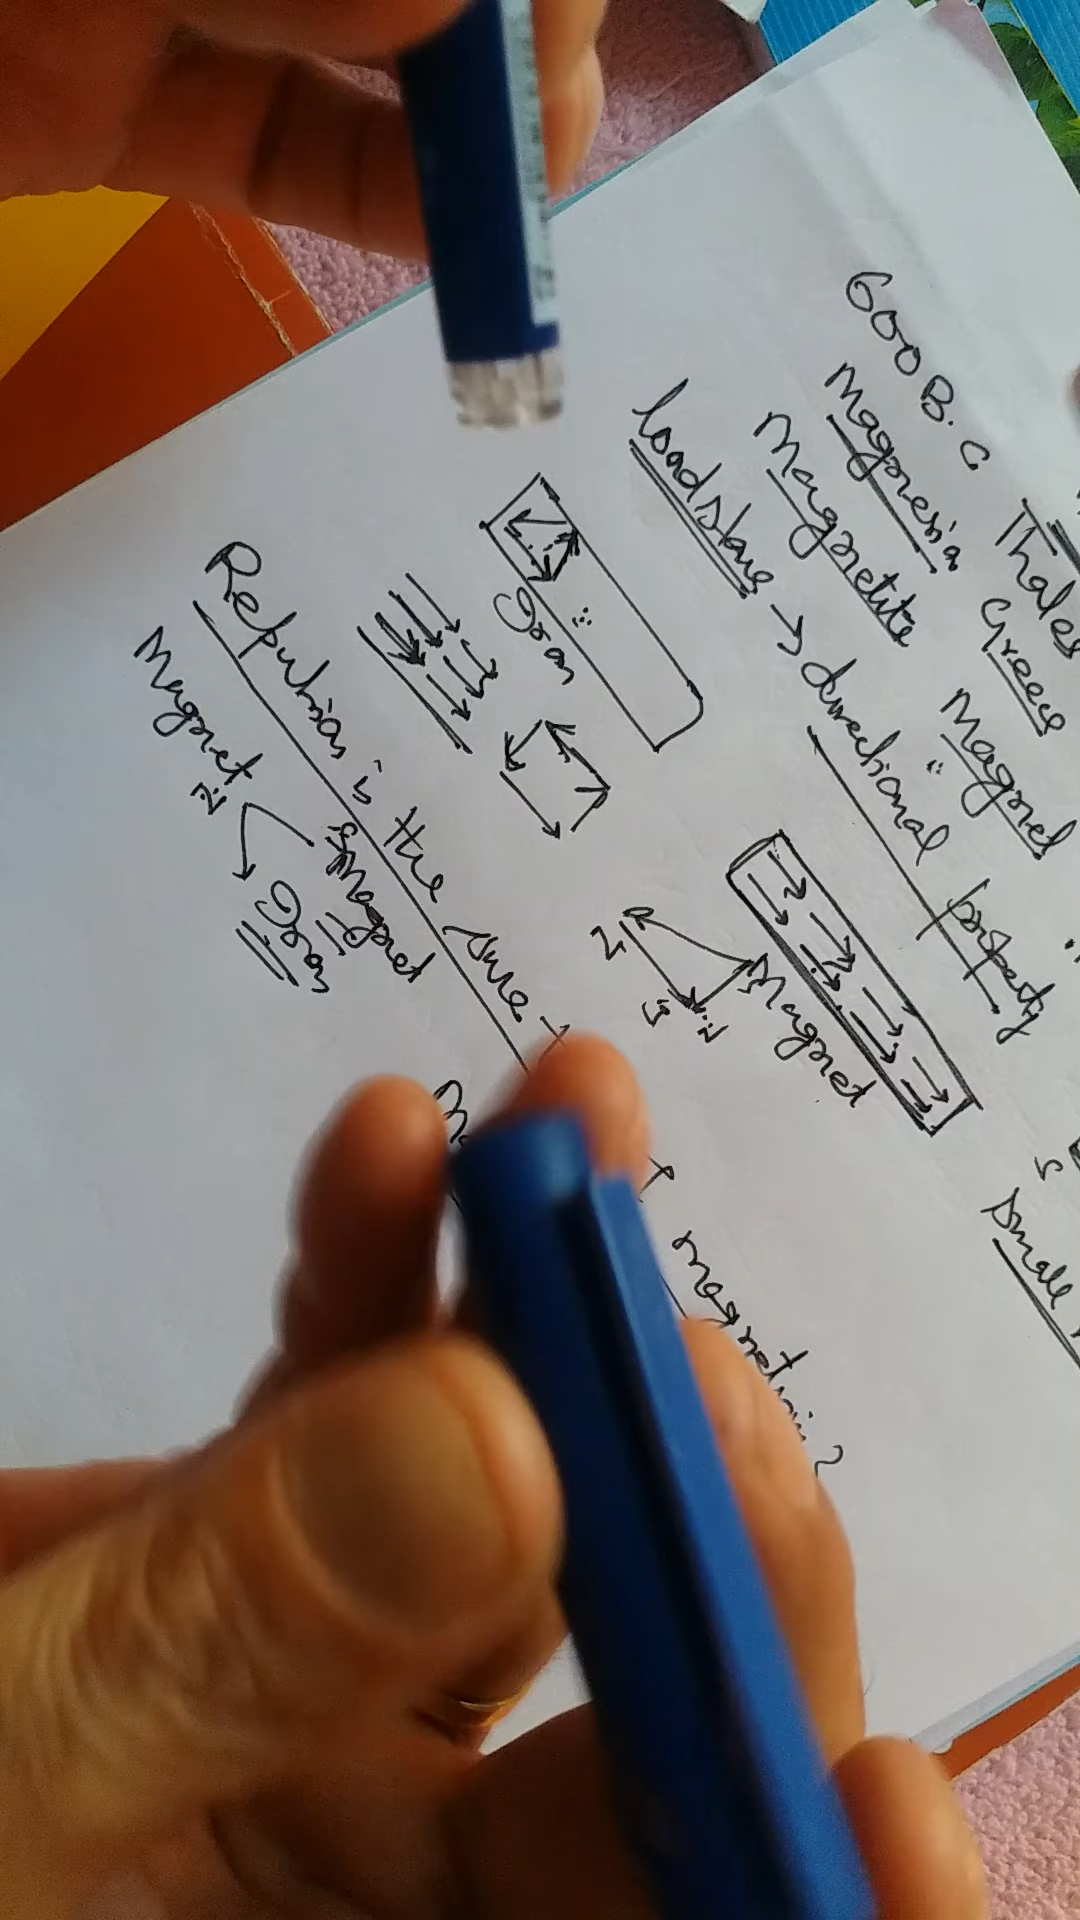 600 B.C Thales
Magnesia Greece
Magnetite Magnet
loadstone → directional property
Iron
Magnet
N
S
N
S
S
small
Repulsion is the sure
magnetism?
Magnet Magnet
N
S
Iron